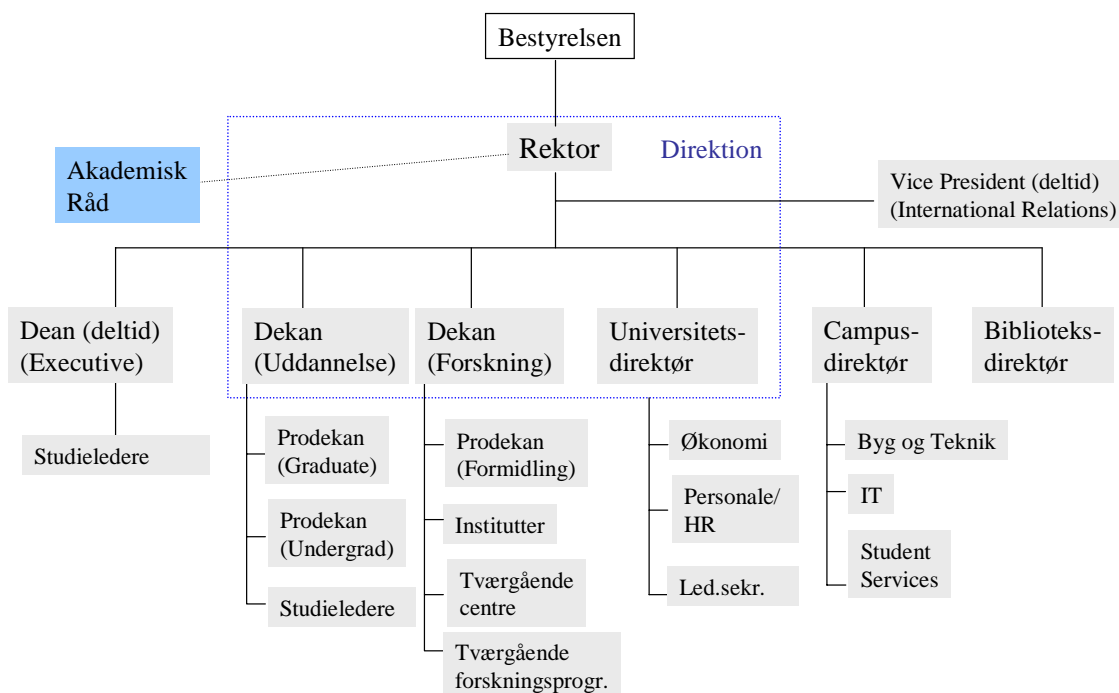 Bestyrelsen
Rektor
Direktion
Akademisk
Råd
Vice President (deltid)
(International Relations)
Dean (deltid)
(Executive)
Dekan
(Uddannelse)
Dekan
(Forskning)
Universitets-
direktør
Campus-
direktør
Biblioteks-
direktør
Studieledere
Prodekan
(Graduate)
Prodekan
(Undergrad)
Studieledere
Prodekan
(Formidling)
Institutter
Tværgående
centre
Tværgående
forskningsprogr.
Økonomi
Personale/
HR
Led.sekr.
Byg og Teknik
IT
Student
Services